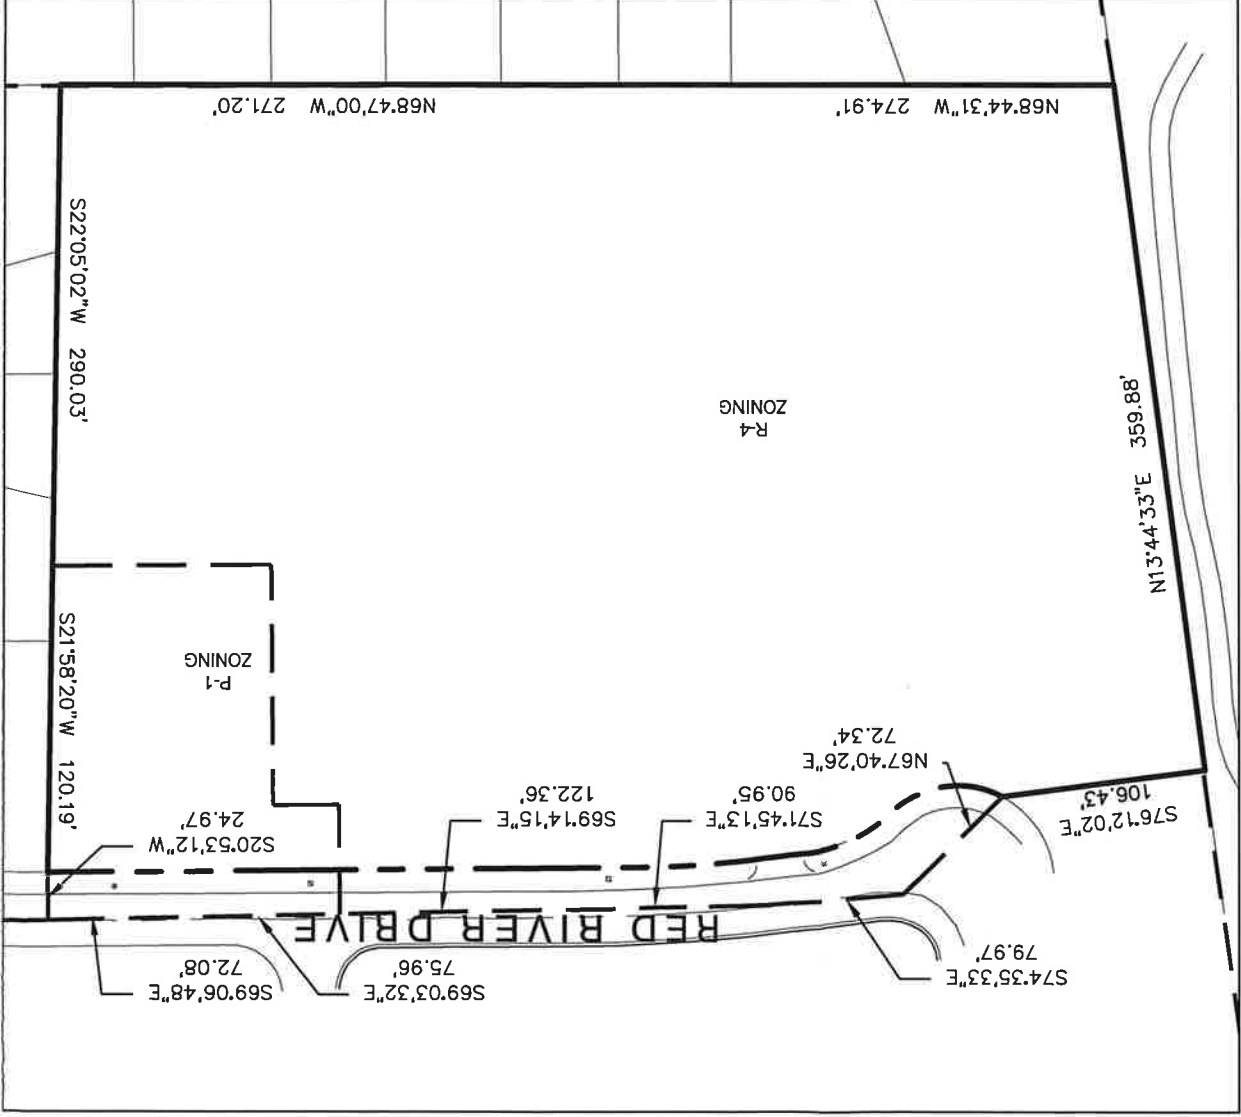 S74°35'33"E
79.97'
S69°03'32"E
75.96'
S69°06'48"E
72.08'
RED RIVER DRIVE
S76°12'02"E
106.43'
S71°45'13"E
90.95'
S69°14'15"E
122.36'
S20°53'12"W
24.97'
N67°40'26"E
72.34'
P-1
ZONING
S21°58'20"W 120.19'
N13°44'33"E 359.88'
R-4
ZONING
S22°05'02"W 290.03'
N68°44'31"W 274.91'
N68°47'00"W 271.20'